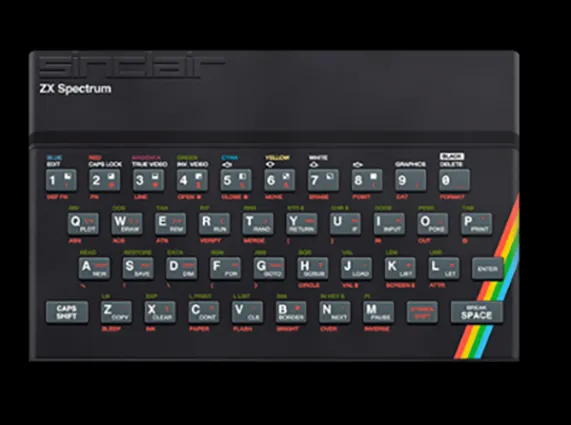 sinclair
ZX Spectrum
BLUE RED MAGENTA GREEN CYAN YELLOW WHITE BLACK
EDIT CAPS LOCK TRUE VIDEO INV. VIDEO GRAPHICS DELETE
1 2 3 4 5 6 7 8 9 0
DEF FN FN LINE OPEN # CLOSE # MOVE ERASE POINT CAT FORMAT
Q PLOT W DRAW E REM R RUN T RAND Y RETURN U IF I INPUT O POKE P PRINT
ASN ACS ATN VERIFY MERGE [ ] IN OUT
READ RESTORE DATA SGN ABS SQR VAL LEN USR
A NEW S SAVE D DIM F FOR G GOTO H GOSUB J LOAD K LIST L LET ENTER
CIRCLE VAL $ SCREEN $ ATTR
LN EXP L PRINT L LIST BIN IN KEY $ PI
CAPS SHIFT Z COPY X CLEAR C CONT V CLS B BORDER N NEXT M PAUSE SYMBOL SHIFT BREAK SPACE
BEEP INK PAPER FLASH BRIGHT OVER INVERSE